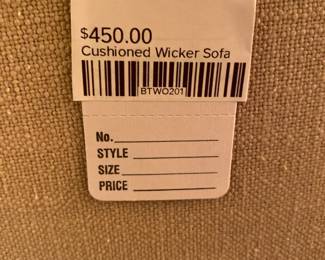 $450.00
Cushioned Wicker Sofa
BTWO201
No.
STYLE
SIZE
PRICE